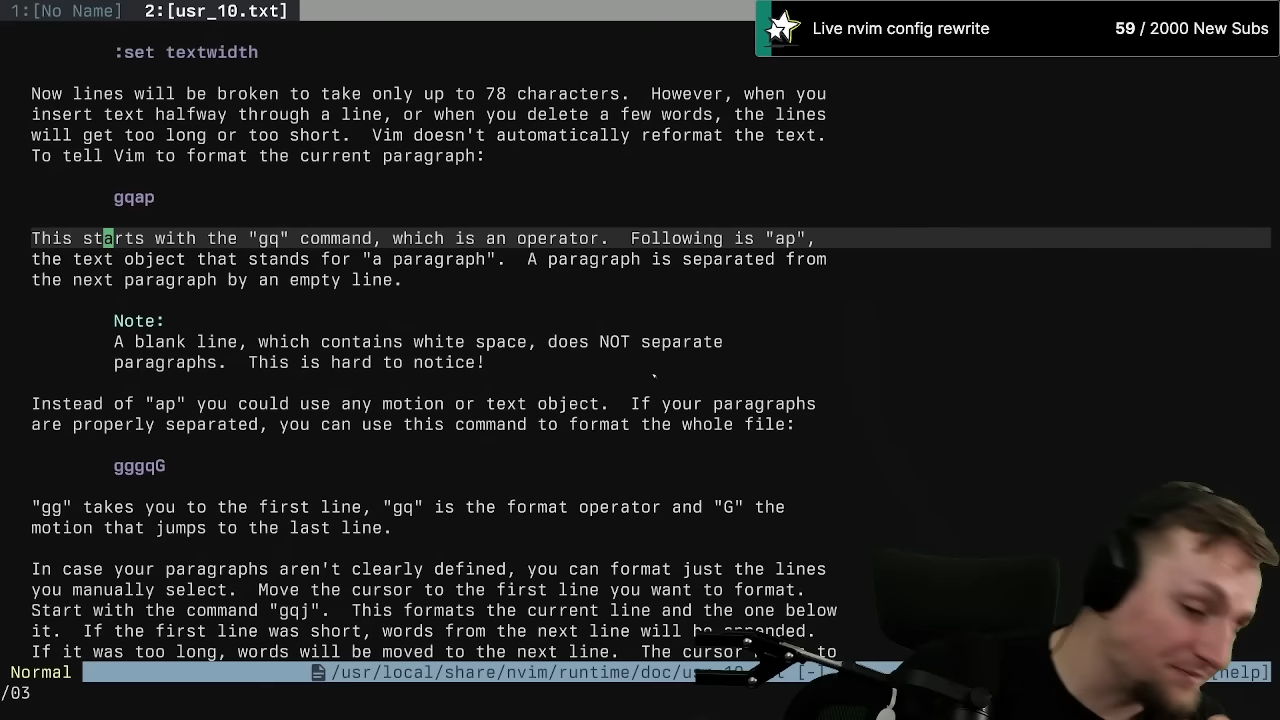 1:[No Name]  2:[usr_10.txt]
Live nvim config rewrite 59 / 2000 New Subs
:set textwidth
Now lines will be broken to take only up to 78 characters.  However, when you
insert text halfway through a line, or when you delete a few words, the lines
will get too long or too short.  Vim doesn't automatically reformat the text.
To tell Vim to format the current paragraph:
gqap
This starts with the "gq" command, which is an operator.  Following is "ap",
the text object that stands for "a paragraph".  A paragraph is separated from
the next paragraph by an empty line.
Note:
A blank line, which contains white space, does NOT separate
paragraphs.  This is hard to notice!
Instead of "ap" you could use any motion or text object.  If your paragraphs
are properly separated, you can use this command to format the whole file:
gggqG
"gg" takes you to the first line, "gq" is the format operator and "G" the
motion that jumps to the last line.
In case your paragraphs aren't clearly defined, you can format just the lines
you manually select.  Move the cursor to the first line you want to format.
Start with the command "gqj".  This formats the current line and the one below
it.  If the first line was short, words from the next line will be appended.
If it was too long, words will be moved to the next line.  The cursor to
Normal /usr/local/share/nvim/runtime/doc/us [-] [help]
/03